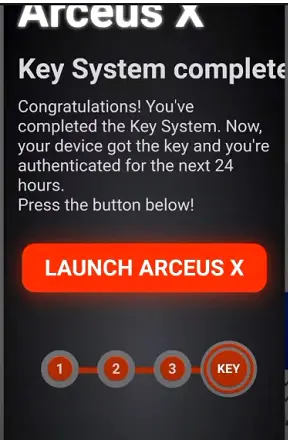 Arceus X
Key System complete
Congratulations! You've
completed the Key System. Now,
your device got the key and you're
authenticated for the next 24
hours.
Press the button below!
LAUNCH ARCEUS X
1 2 3 KEY